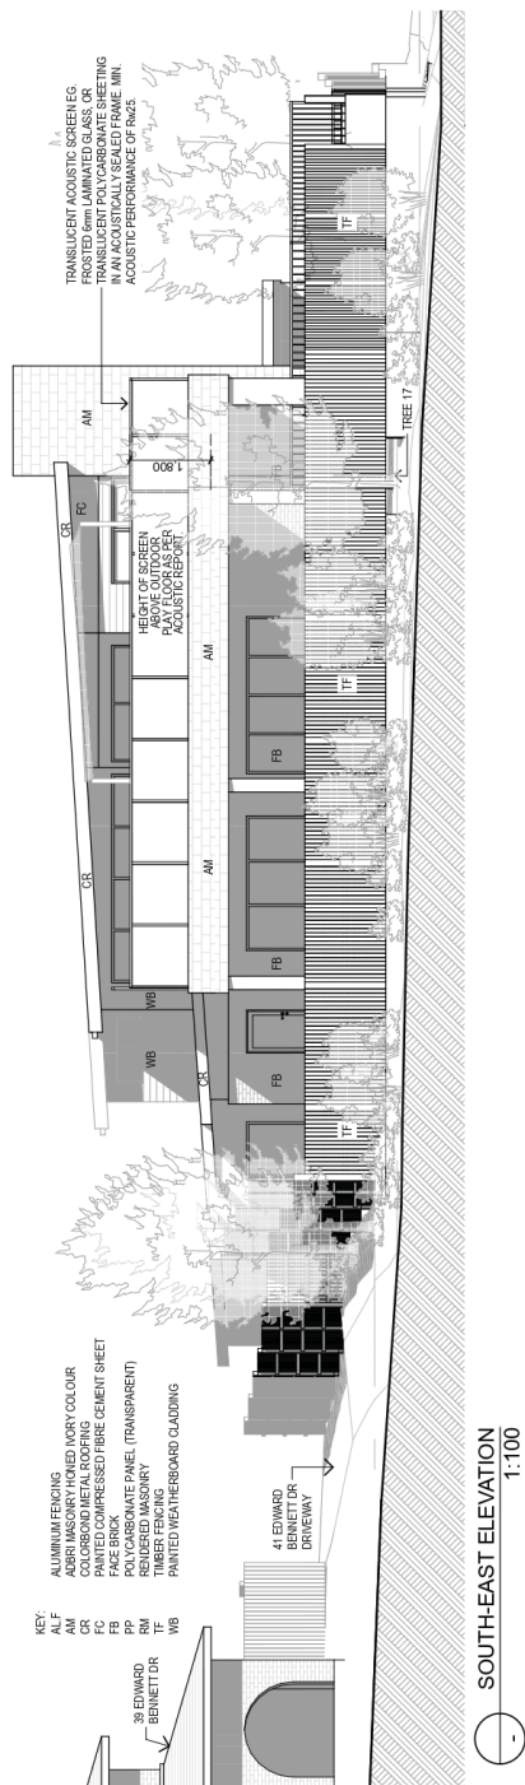 KEY:
AL.F ALUMINUM FENCING
AM ADBRI MASONRY HONED IVORY COLOUR
CR COLORBOND METAL ROOFING
FC PAINTED COMPRESSED FIBRE CEMENT SHEET
FB FACE BRICK
PP POLYCARBONATE PANEL (TRANSPARENT)
RM RENDERED MASONRY
TF TIMBER FENCING
WB PAINTED WEATHERBOARD CLADDING
39 EDWARD
BENNETT DR
41 EDWARD
BENNETT DR
DRIVEWAY
TRANSLUCENT ACOUSTIC SCREEN EG.
FROSTED 6mm LAMINATED GLASS, OR
TRANSLUCENT POLYCARBONATE SHEETING
IN AN ACOUSTICALLY SEALED FRAME. MIN.
ACOUSTIC PERFORMANCE OF Rw25.
AM
CR
FC
CR
WB
WB
CR
HEIGHT OF SCREEN
ABOVE OUTDOOR
PLAY FLOOR AS PER
ACOUSTIC REPORT
1,800
AM
AM
FB
FB
FB
FB
TF
TF
TF
TREE 17
-
SOUTH-EAST ELEVATION
1:100